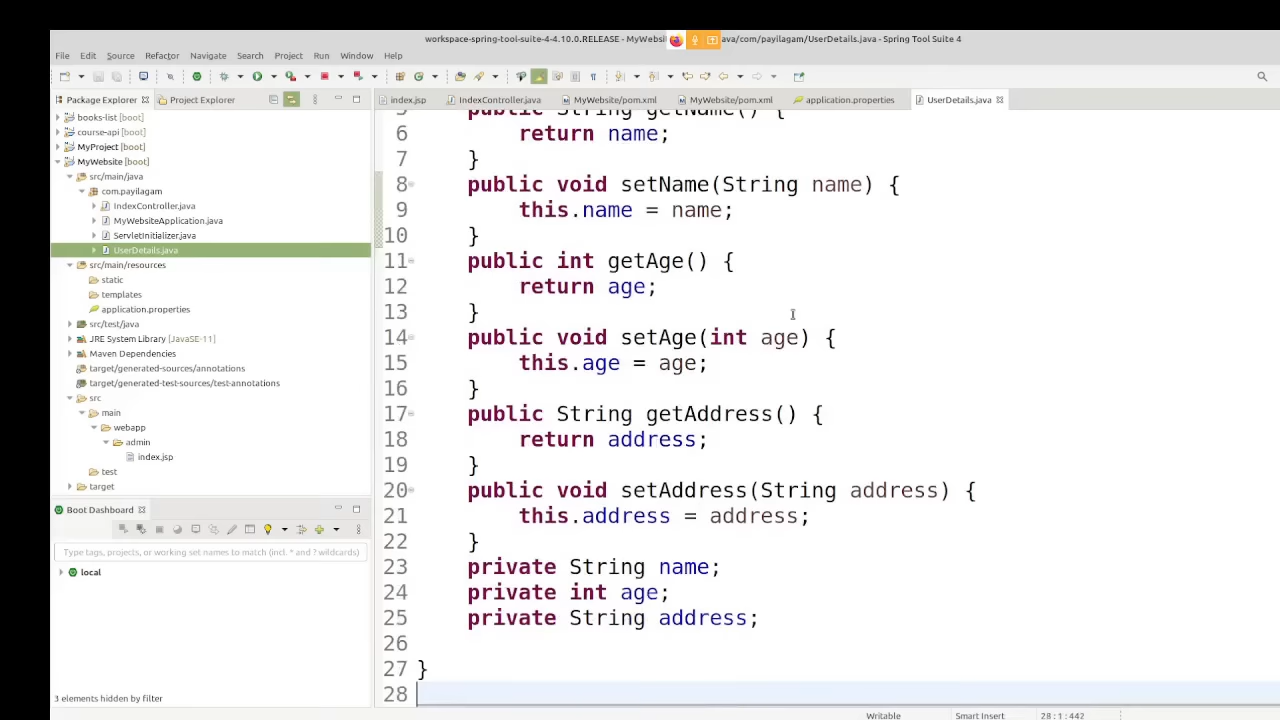 workspace-spring-tool-suite-4-4.10.0.RELEASE - MyWebsi ava/com/payilagam/UserDetails.java - Spring Tool Suite 4
File Edit Source Refactor Navigate Search Project Run Window Help
Package Explorer Project Explorer
index.jsp IndexController.java MyWebsite/pom.xml MyWebsite/pom.xml application.properties UserDetails.java
books-list [boot]
course-api [boot]
MyProject [boot]
MyWebsite [boot]
src/main/java
com.payilagam
IndexController.java
MyWebsiteApplication.java
ServletInitializer.java
UserDetails.java
src/main/resources
static
templates
application.properties
src/test/java
JRE System Library [JavaSE-11]
Maven Dependencies
target/generated-sources/annotations
target/generated-test-sources/test-annotations
src
main
webapp
admin
index.jsp
test
target
Boot Dashboard
Type tags, projects, or working set names to match (incl. * and ? wildcards)
local
3 elements hidden by filter
5 public String getName() {
6 return name;
7 }
8 public void setName(String name) {
9 this.name = name;
10 }
11 public int getAge() {
12 return age;
13 }
14 public void setAge(int age) {
15 this.age = age;
16 }
17 public String getAddress() {
18 return address;
19 }
20 public void setAddress(String address) {
21 this.address = address;
22 }
23 private String name;
24 private int age;
25 private String address;
26
27 }
28
Writable Smart Insert 28 : 1 : 442